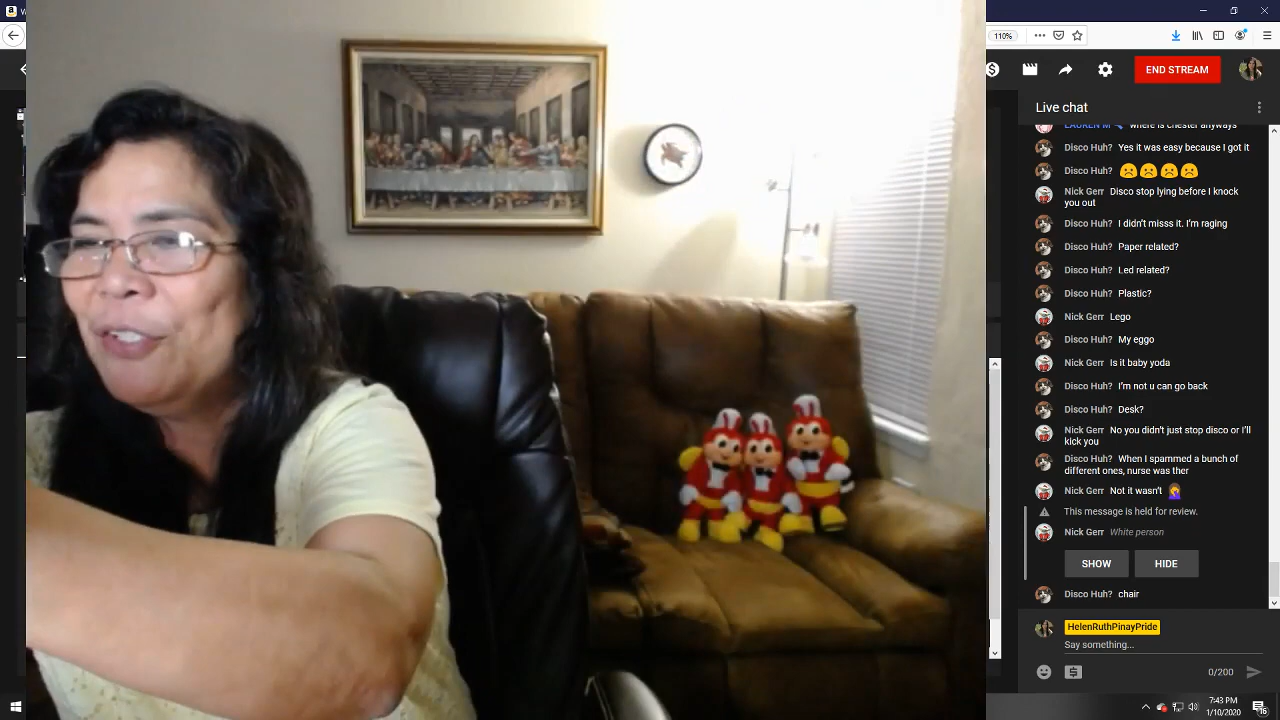 110%
END STREAM
Live chat
LAUREN M where is chester anyways
Disco Huh? Yes it was easy because I got it
Disco Huh?
Nick Gerr Disco stop lying before I knock
you out
Disco Huh? I didn't misss it. I'm raging
Disco Huh? Paper related?
Disco Huh? Led related?
Disco Huh? Plastic?
Nick Gerr Lego
Disco Huh? My eggo
Nick Gerr Is it baby yoda
Disco Huh? I'm not u can go back
Disco Huh? Desk?
Nick Gerr No you didn't just stop disco or I'll
kick you
Disco Huh? When I spammed a bunch of
different ones, nurse was ther
Nick Gerr Not it wasn't
This message is held for review.
Nick Gerr White person
SHOW HIDE
Disco Huh? chair
HelenRuthPinayPride
Say something...
0/200
7:43 PM
1/10/2020